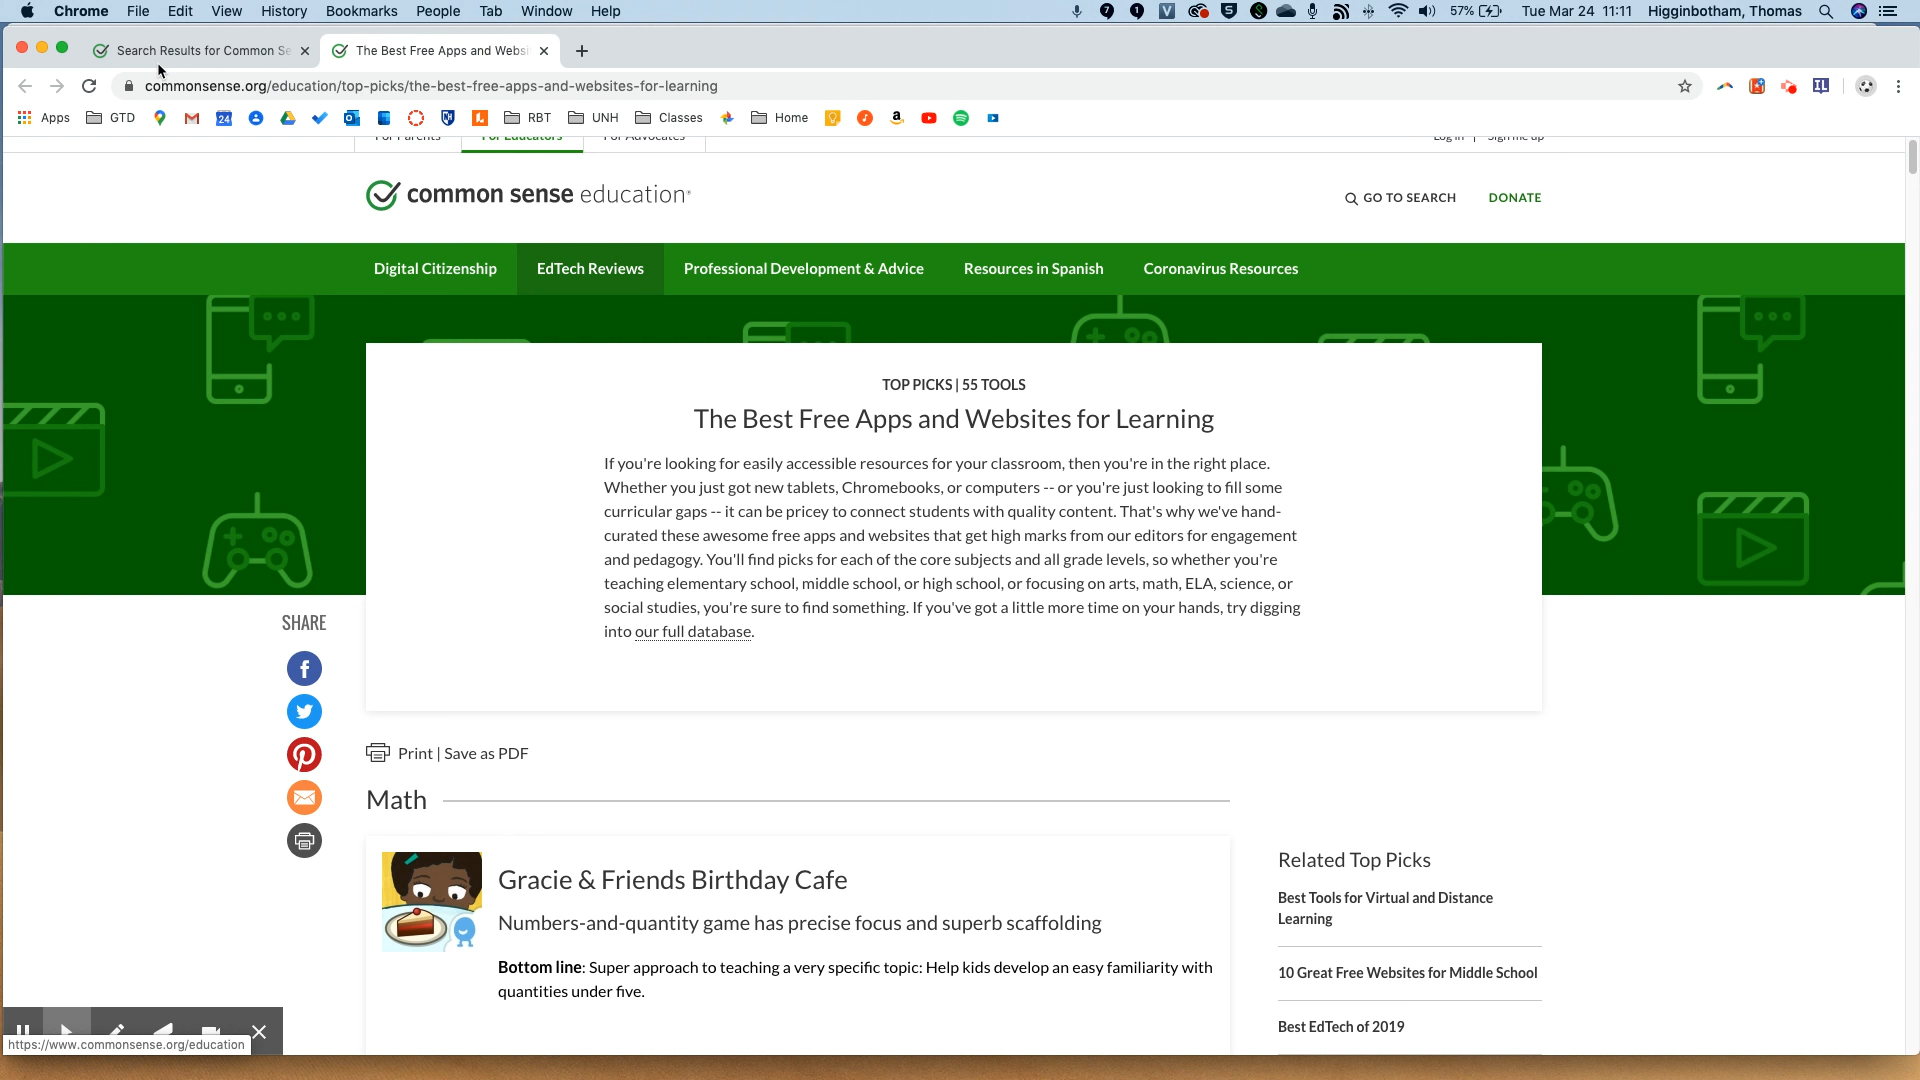 Chrome File Edit View History Bookmarks People Tab Window Help 57% Tue Mar 24 11:11 Higginbotham, Thomas
Search Results for Common Se The Best Free Apps and Websi
commonsense.org/education/top-picks/the-best-free-apps-and-websites-for-learning
Apps GTD 24 RBT UNH Classes Home
For Parents For Educators For Advocates Log in | Sign me up
common sense education®
GO TO SEARCH DONATE
Digital Citizenship EdTech Reviews Professional Development & Advice Resources in Spanish Coronavirus Resources
TOP PICKS | 55 TOOLS
The Best Free Apps and Websites for Learning
If you're looking for easily accessible resources for your classroom, then you're in the right place.
Whether you just got new tablets, Chromebooks, or computers -- or you're just looking to fill some
curricular gaps -- it can be pricey to connect students with quality content. That's why we've hand-
curated these awesome free apps and websites that get high marks from our editors for engagement
and pedagogy. You'll find picks for each of the core subjects and all grade levels, so whether you're
teaching elementary school, middle school, or high school, or focusing on arts, math, ELA, science, or
social studies, you're sure to find something. If you've got a little more time on your hands, try digging
into our full database.
SHARE
Print | Save as PDF
Math
Gracie & Friends Birthday Cafe
Numbers-and-quantity game has precise focus and superb scaffolding
Bottom line: Super approach to teaching a very specific topic: Help kids develop an easy familiarity with
quantities under five.
Related Top Picks
Best Tools for Virtual and Distance
Learning
10 Great Free Websites for Middle School
Best EdTech of 2019
https://www.commonsense.org/education